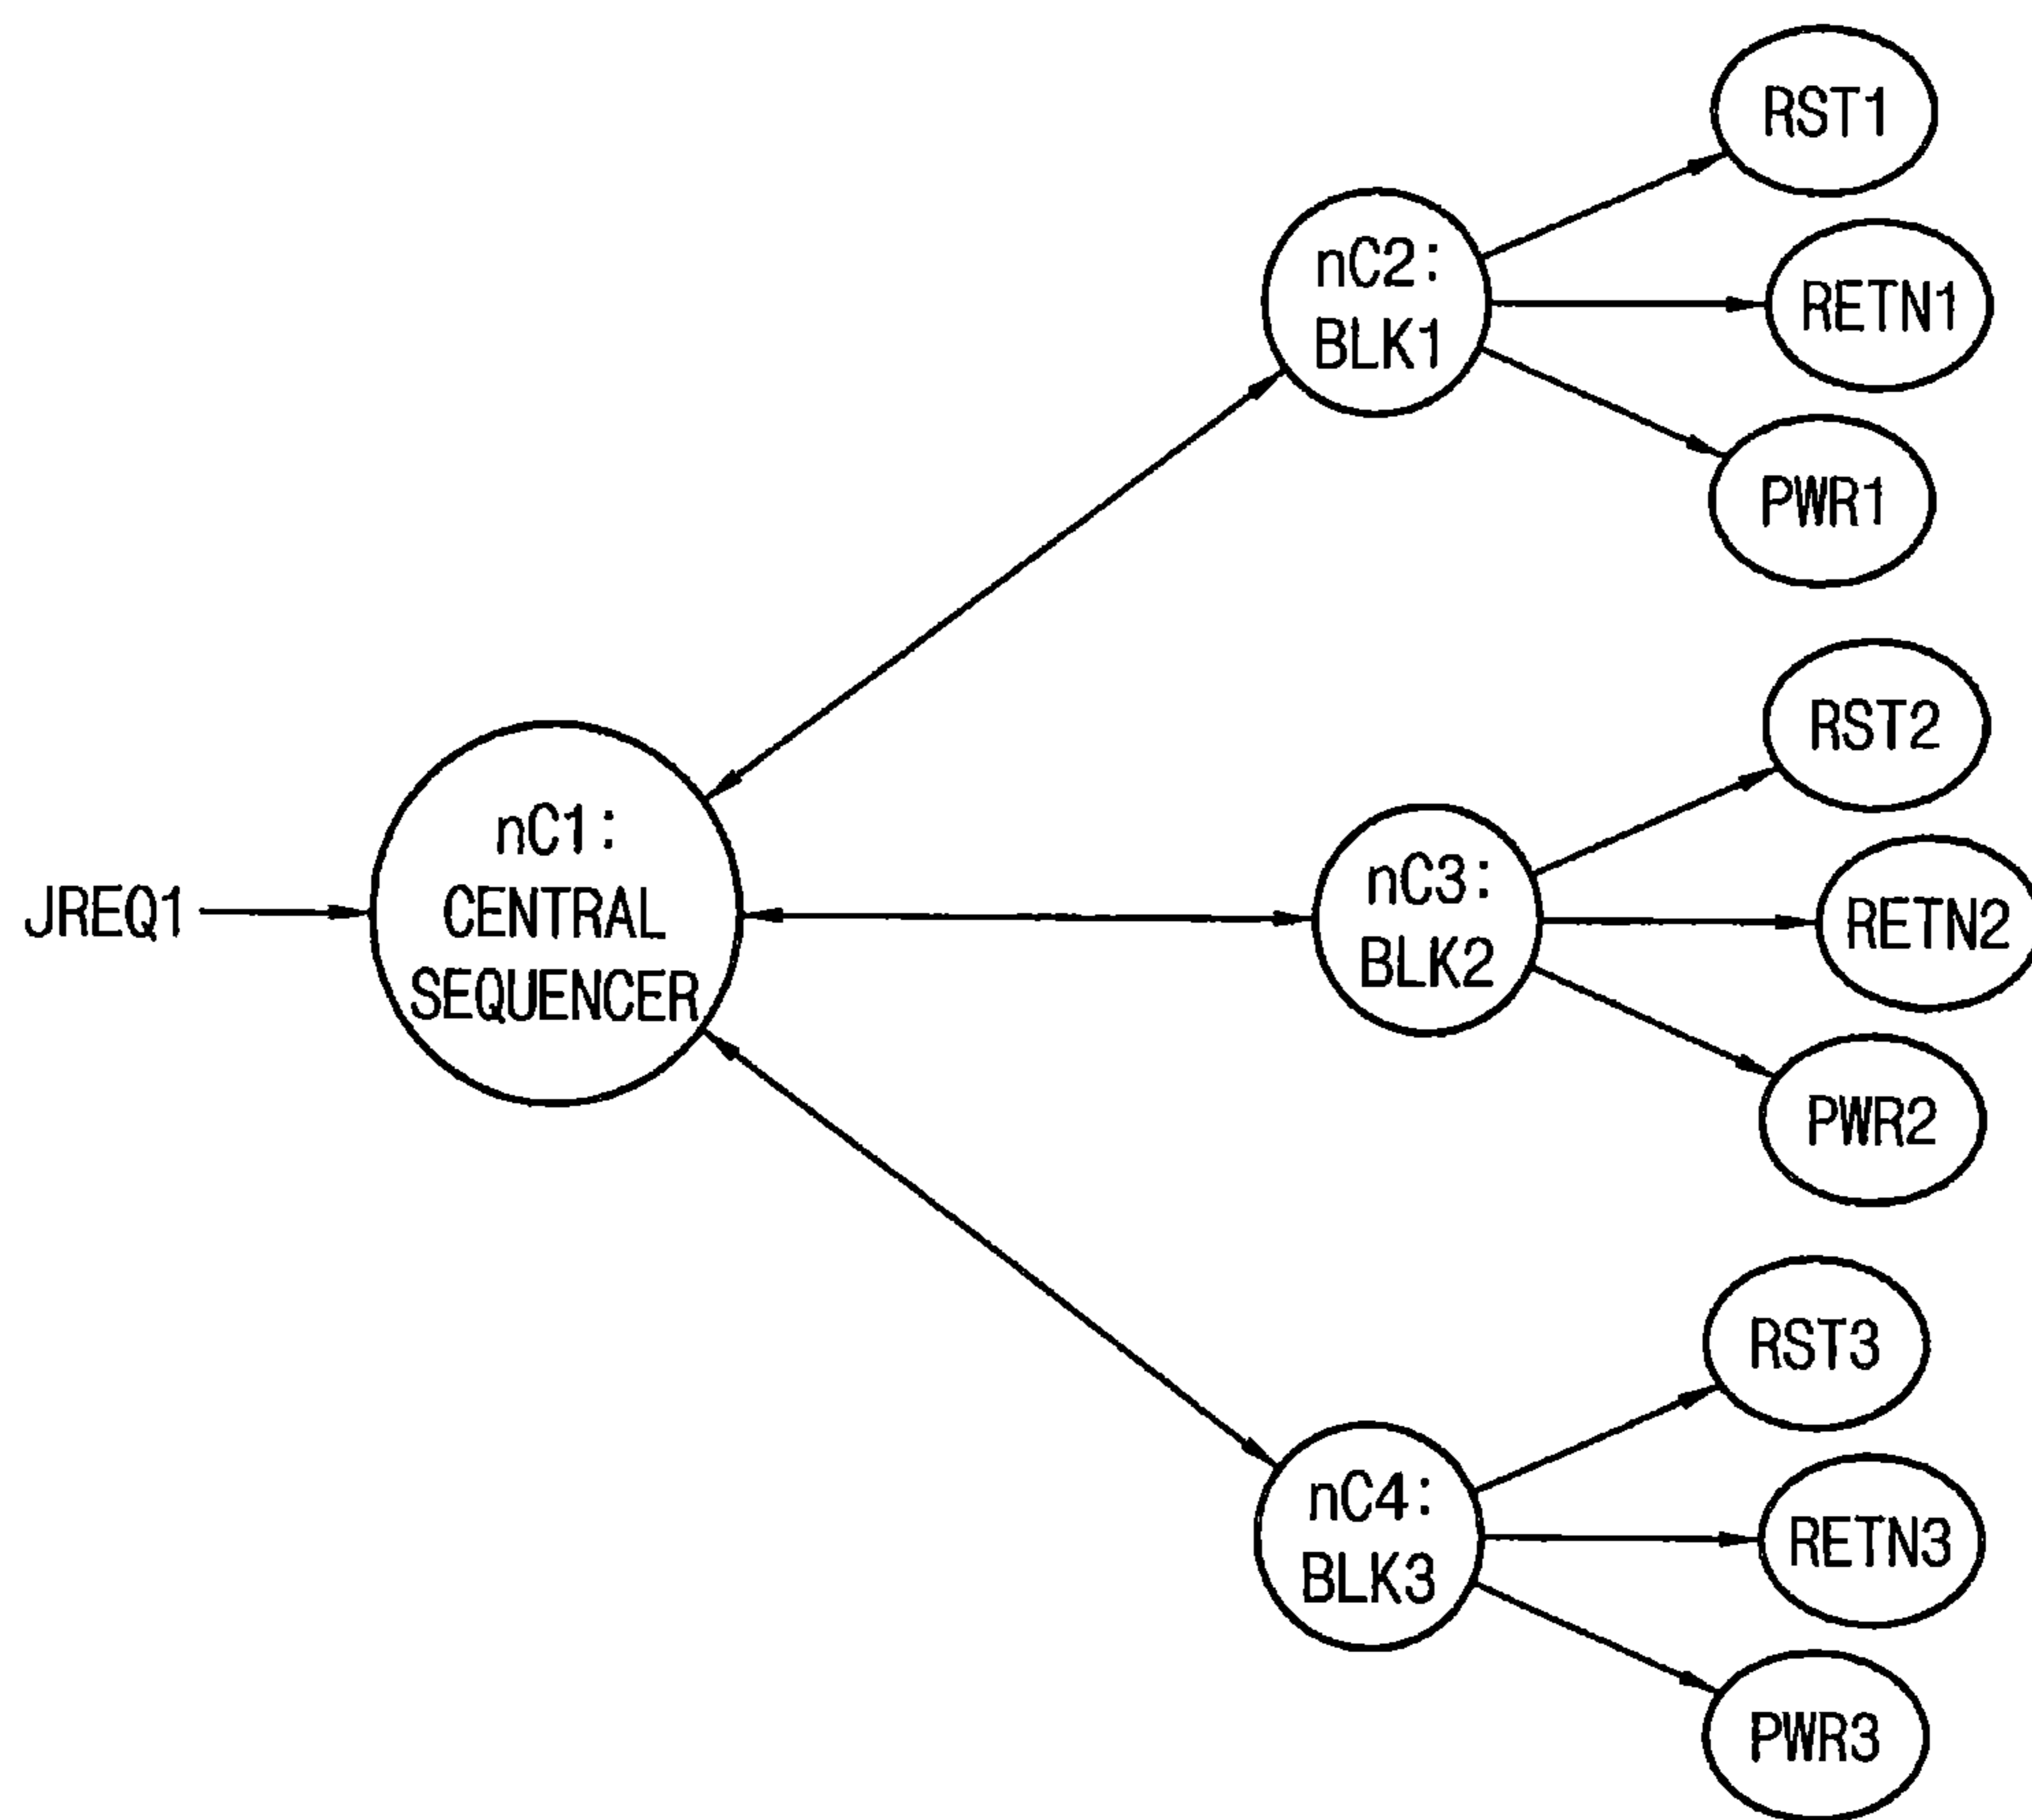 RST1
nC2:
BLK1
RETN1
PWR1
JREQ1
nC1:
CENTRAL
SEQUENCER
RST2
nC3:
BLK2
RETN2
PWR2
RST3
nC4:
BLK3
RETN3
PWR3